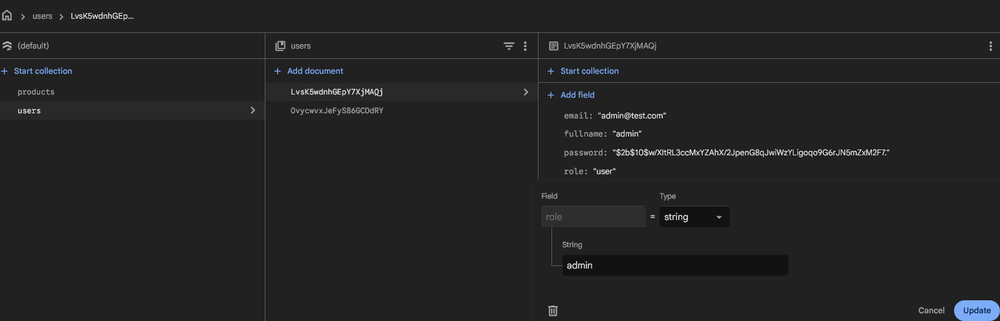 users LvsK5wdnhGEp...
(default)
Start collection
products
users
users
Add document
LvsK5wdnhGEpY7XjMAQj
OvycwvxJeFyS86GCOdRY
LvsK5wdnhGEpY7XjMAQj
Start collection
Add field
email: "admin@test.com"
fullname: "admin"
password: "$2b$10$w/XItRL3ccMxYZAhX/2JpenG8qJwiWzYLigoqo9G6rJN5mZxM2F7."
role: "user"
Field Type
role = string
String
admin
Cancel Update